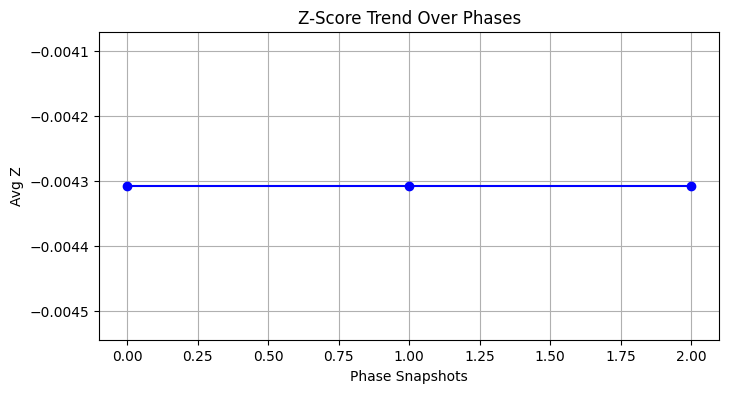 Z-Score Trend Over Phases
−0.0041
−0.0042
−0.0043
−0.0044
−0.0045
Avg Z
0.00 0.25 0.50 0.75 1.00 1.25 1.50 1.75 2.00
Phase Snapshots